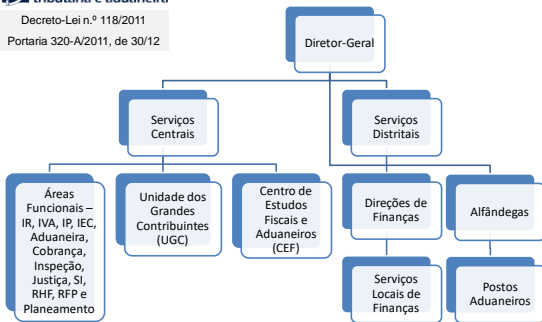 tributária e aduaneira
Decreto-Lei n.º 118/2011
Portaria 320-A/2011, de 30/12
Diretor-Geral
Serviços
Centrais
Serviços
Distritais
Áreas
Funcionais –
IR, IVA, IP, IEC,
Aduaneira,
Cobrança,
Inspeção,
Justiça, SI,
RHF, RFP e
Planeamento
Unidade dos
Grandes
Contribuintes
(UGC)
Centro de
Estudos
Fiscais e
Aduaneiros
(CEF)
Direções de
Finanças
Alfândegas
Serviços
Locais de
Finanças
Postos
Aduaneiros